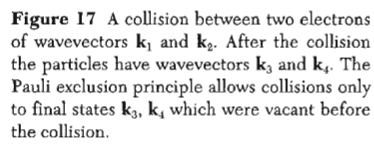 Figure 17 A collision between two electrons
of wavevectors k₁ and k₂. After the collision
the particles have wavevectors k₃ and k₄. The
Pauli exclusion principle allows collisions only
to final states k₃, k₄ which were vacant before
the collision.